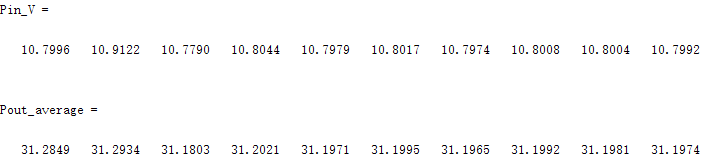 Pin_V =
10.7996 10.9122 10.7790 10.8044 10.7979 10.8017 10.7974 10.8008 10.8004 10.7992
Pout_average =
31.2849 31.2934 31.1803 31.2021 31.1971 31.1995 31.1965 31.1992 31.1981 31.1974